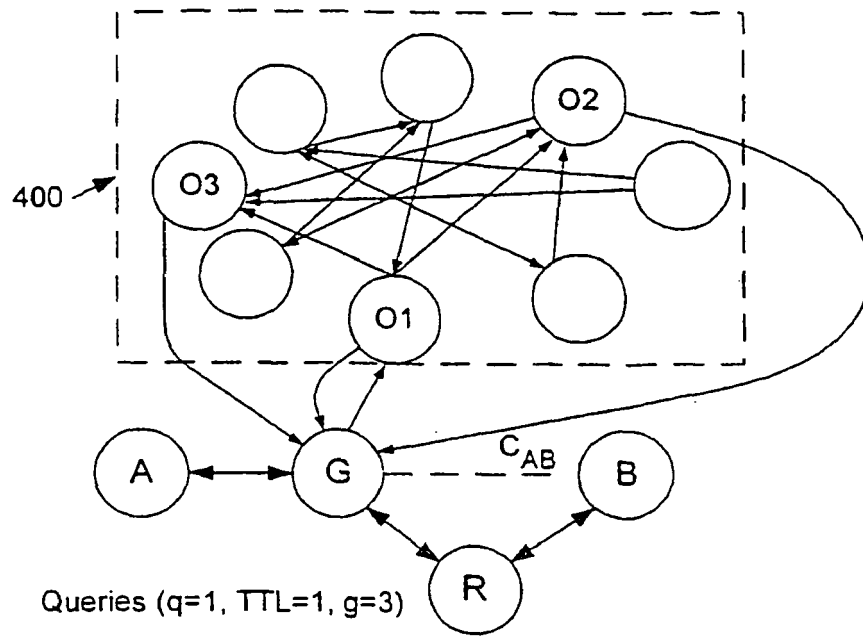 O2
O3
400
O1
C_AB
A
G
B
R
Queries (q=1, TTL=1, g=3)